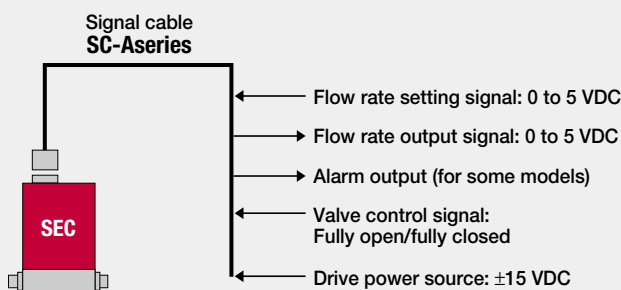 Signal cable
SC-Aseries
Flow rate setting signal: 0 to 5 VDC
Flow rate output signal: 0 to 5 VDC
Alarm output (for some models)
Valve control signal:
Fully open/fully closed
Drive power source: ±15 VDC
SEC